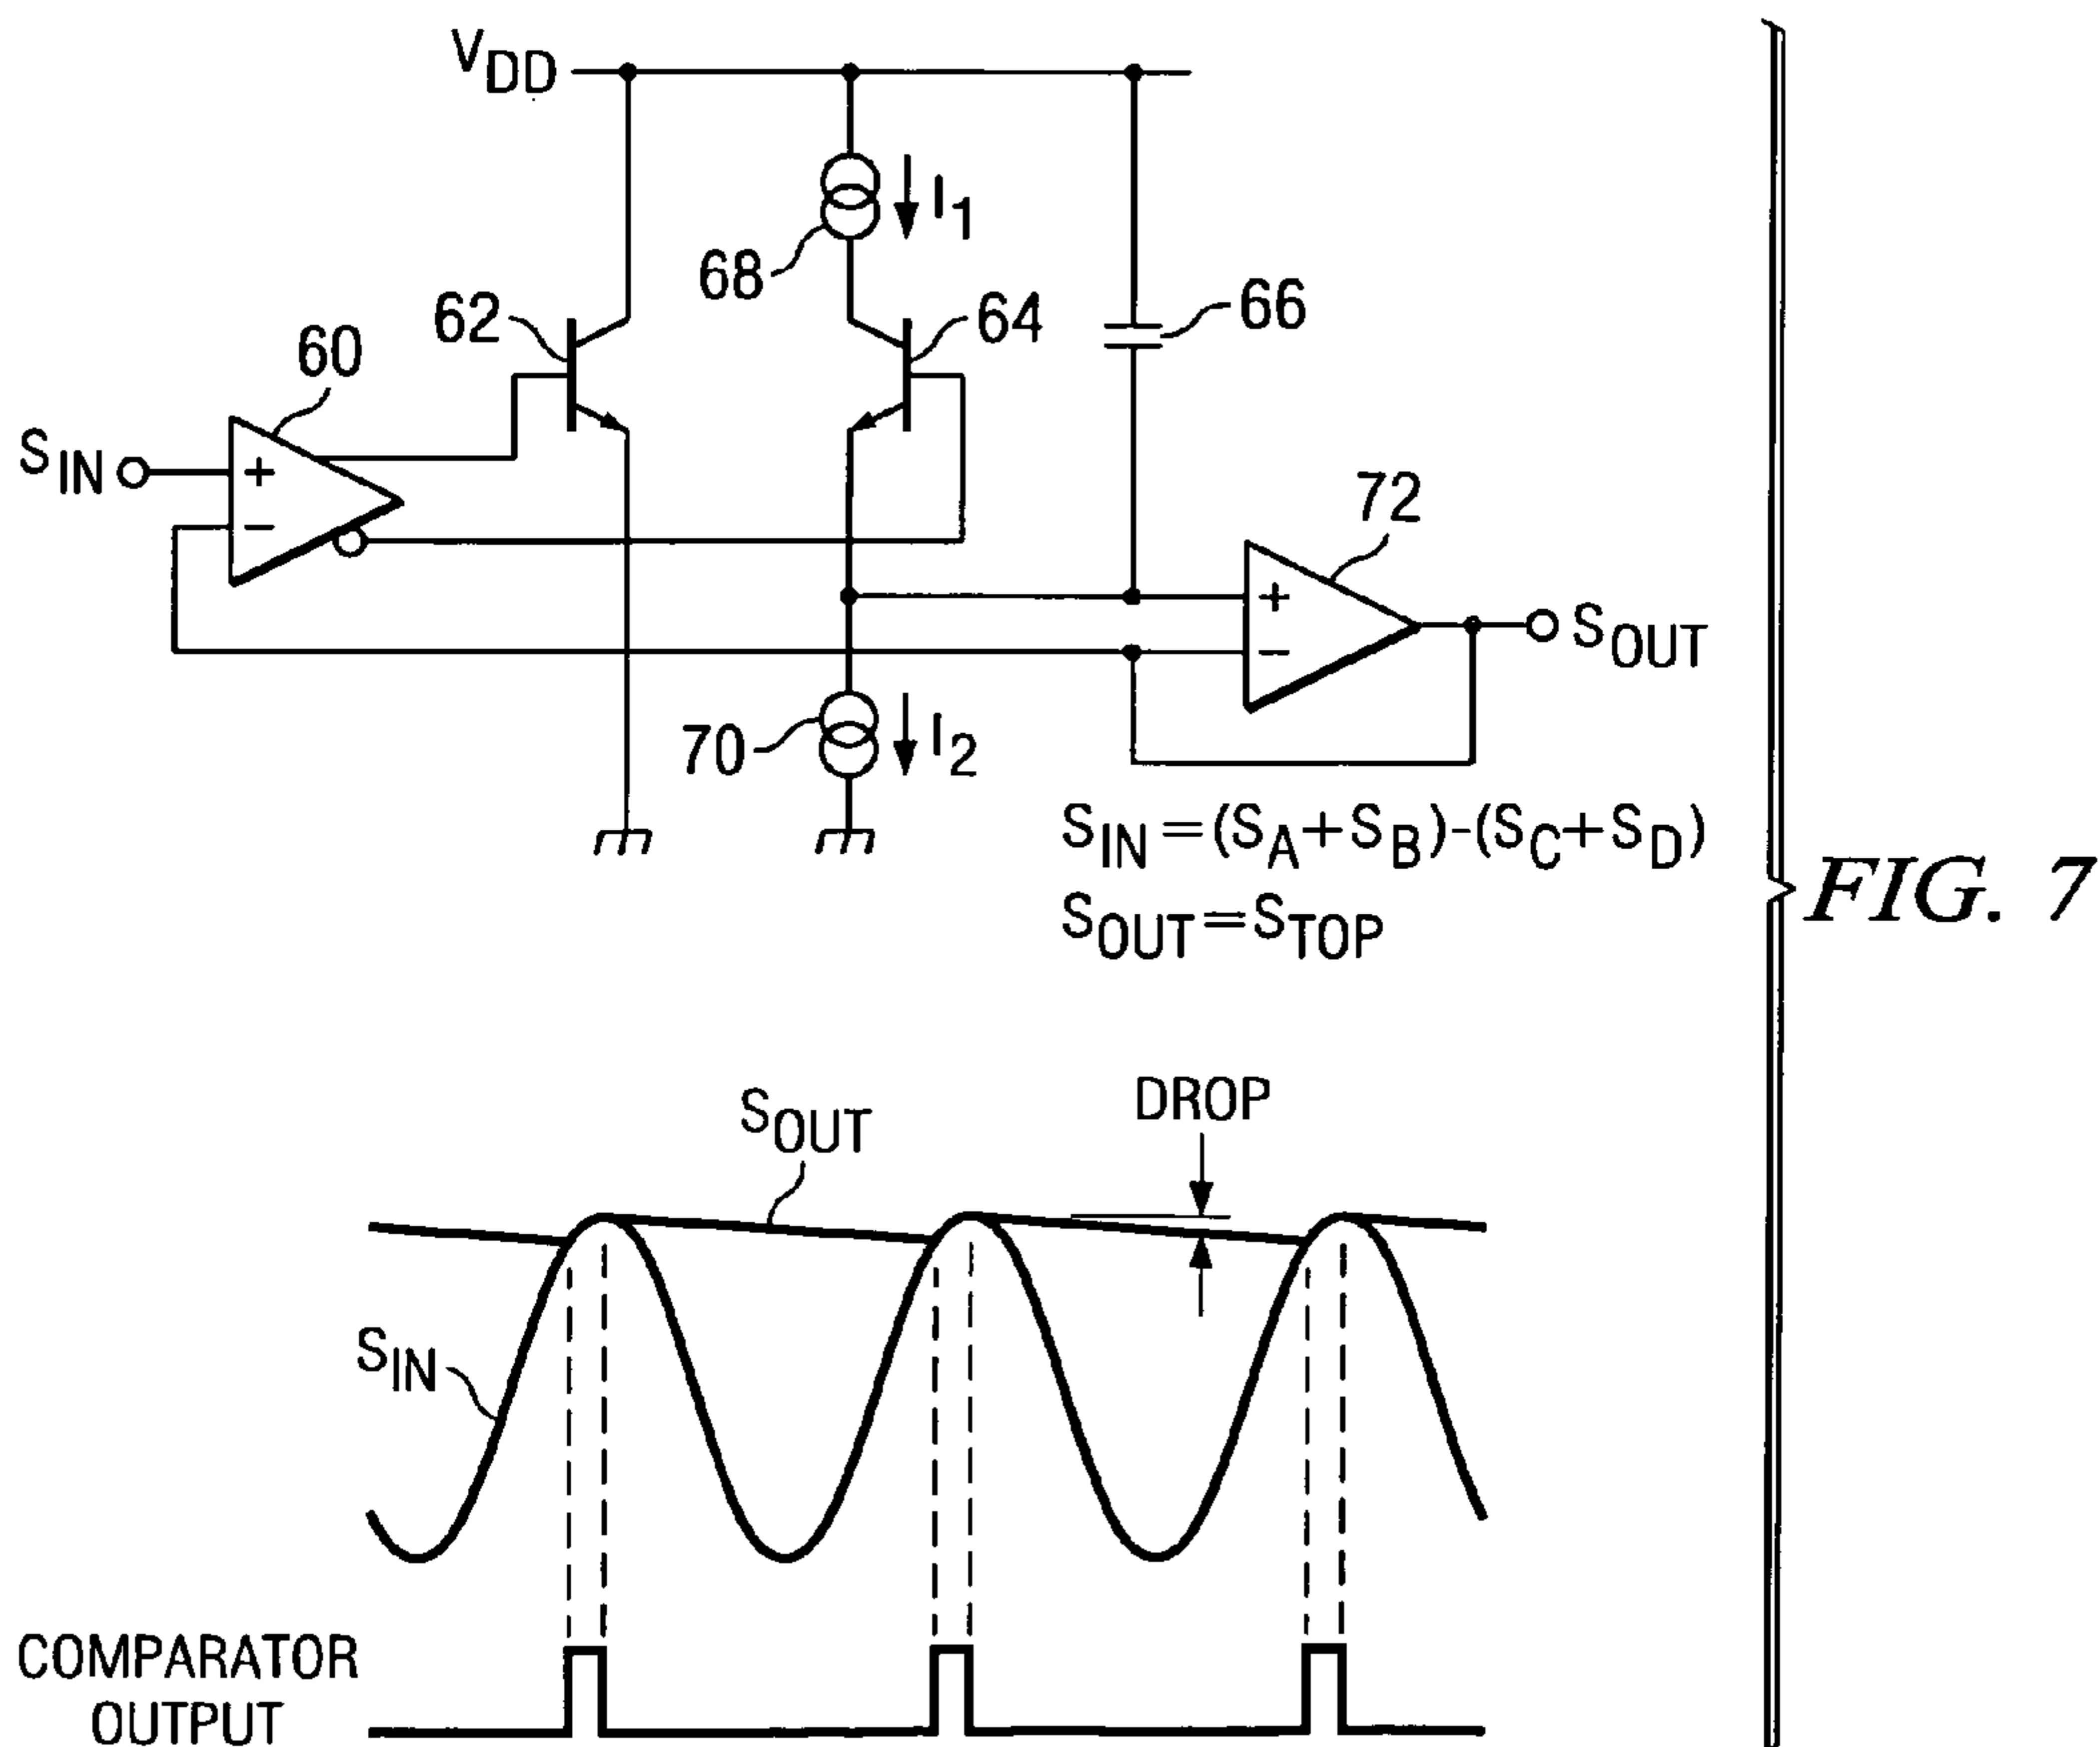 VDD
I1
68
62
64
66
60
SIN
+
−
72
+
−
SOUT
70
I2
SIN=(SA+SB)-(SC+SD)
SOUT=STOP
FIG. 7
SOUT
DROP
SIN
COMPARATOR
OUTPUT